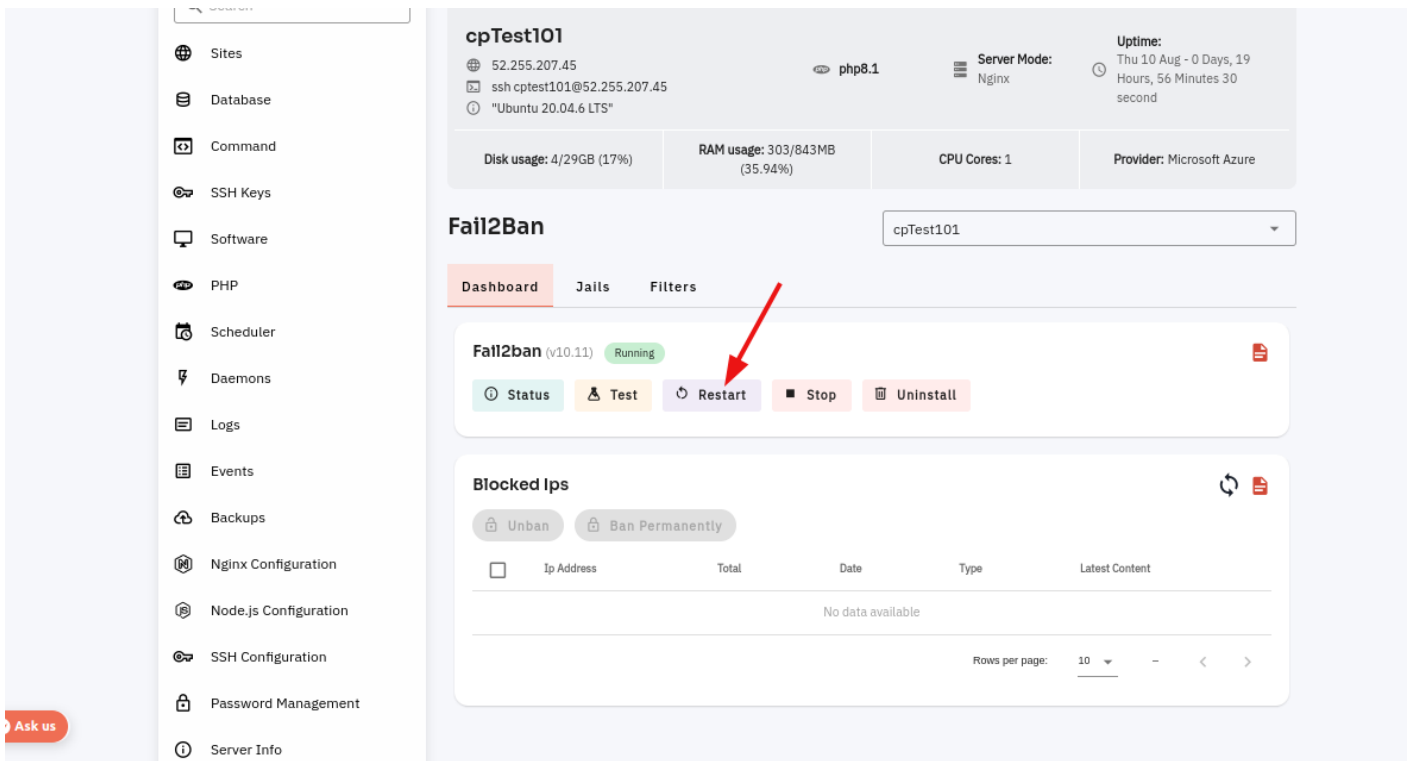 Search
Sites
Database
Command
SSH Keys
Software
PHP
Scheduler
Daemons
Logs
Events
Backups
Nginx Configuration
Node.js Configuration
SSH Configuration
Password Management
Server Info
Ask us
cpTest101
52.255.207.45
ssh cptest101@52.255.207.45
"Ubuntu 20.04.6 LTS"
php8.1
Server Mode:
Nginx
Uptime:
Thu 10 Aug - 0 Days, 19
Hours, 56 Minutes 30
second
Disk usage: 4/29GB (17%)
RAM usage: 303/843MB
(35.94%)
CPU Cores: 1
Provider: Microsoft Azure
Fail2Ban
cpTest101
Dashboard
Jails
Filters
Fail2ban (v10.11) Running
Status
Test
Restart
Stop
Uninstall
Blocked Ips
Unban
Ban Permanently
Ip Address Total Date Type Latest Content
No data available
Rows per page: 10 –